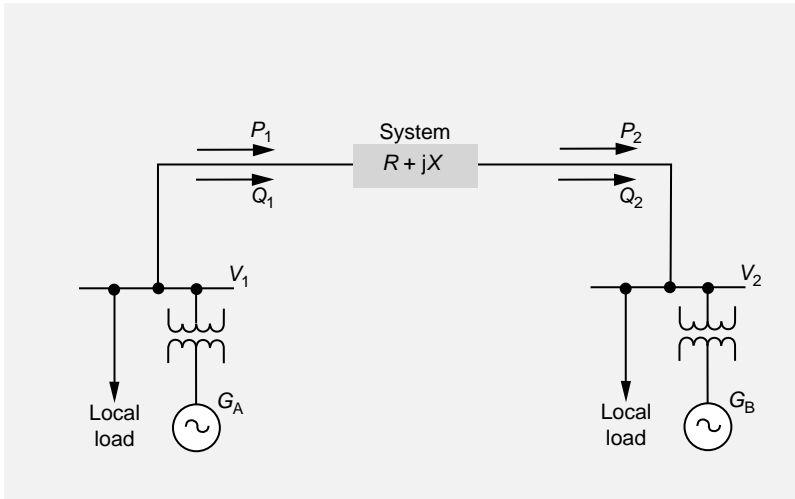 P1
System
P2
R + jX
Q1
Q2
V1
V2
GA
GB
Local
load
Local
load